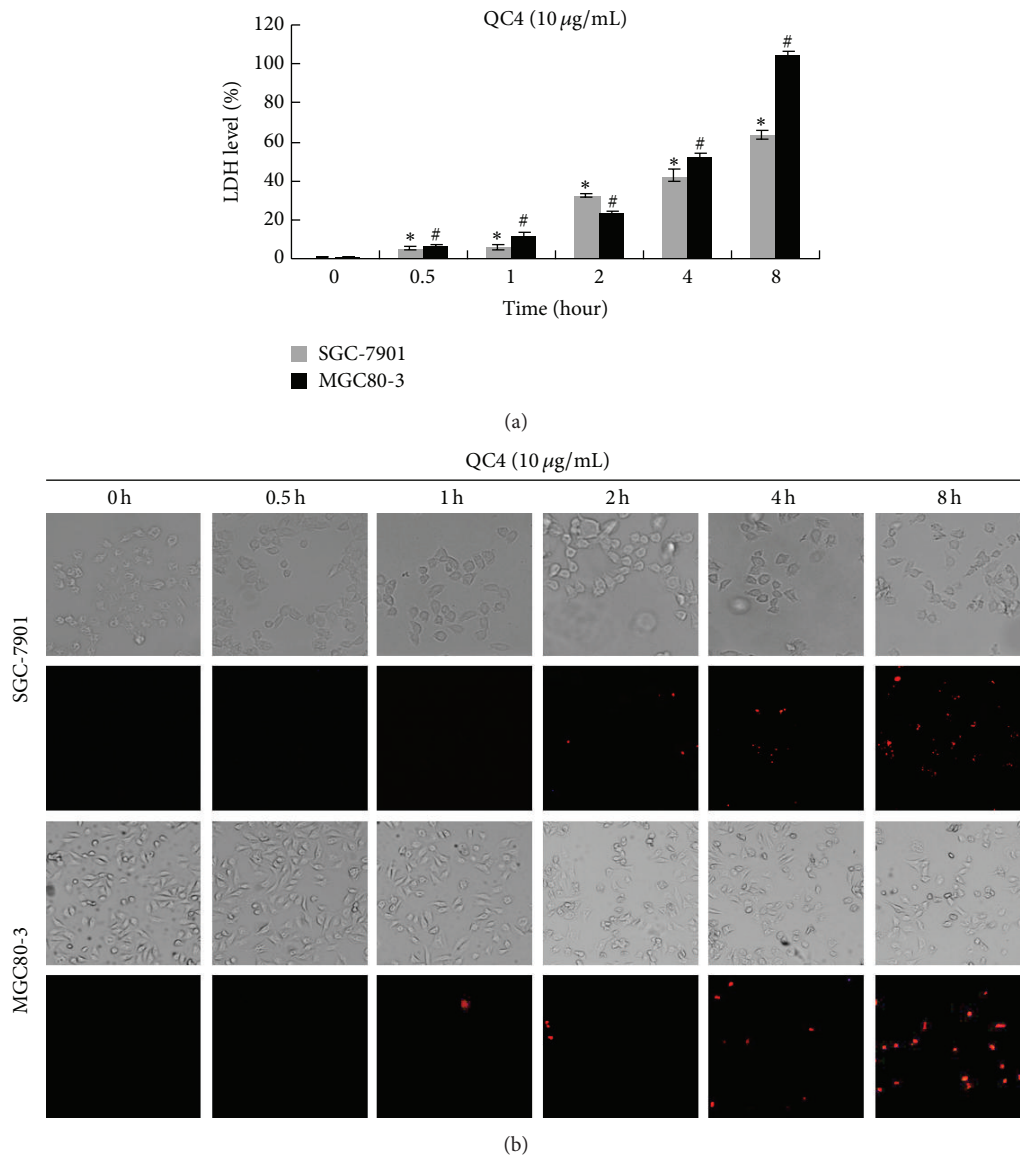 QC4 (10 μg/mL)
120
100
80
60
40
20
0
LDH level (%)
* # * # * # * # * #
0 0.5 1 2 4 8
Time (hour)
SGC-7901
MGC80-3
(a)
QC4 (10 μg/mL)
0 h 0.5 h 1 h 2 h 4 h 8 h
SGC-7901
MGC80-3
(b)